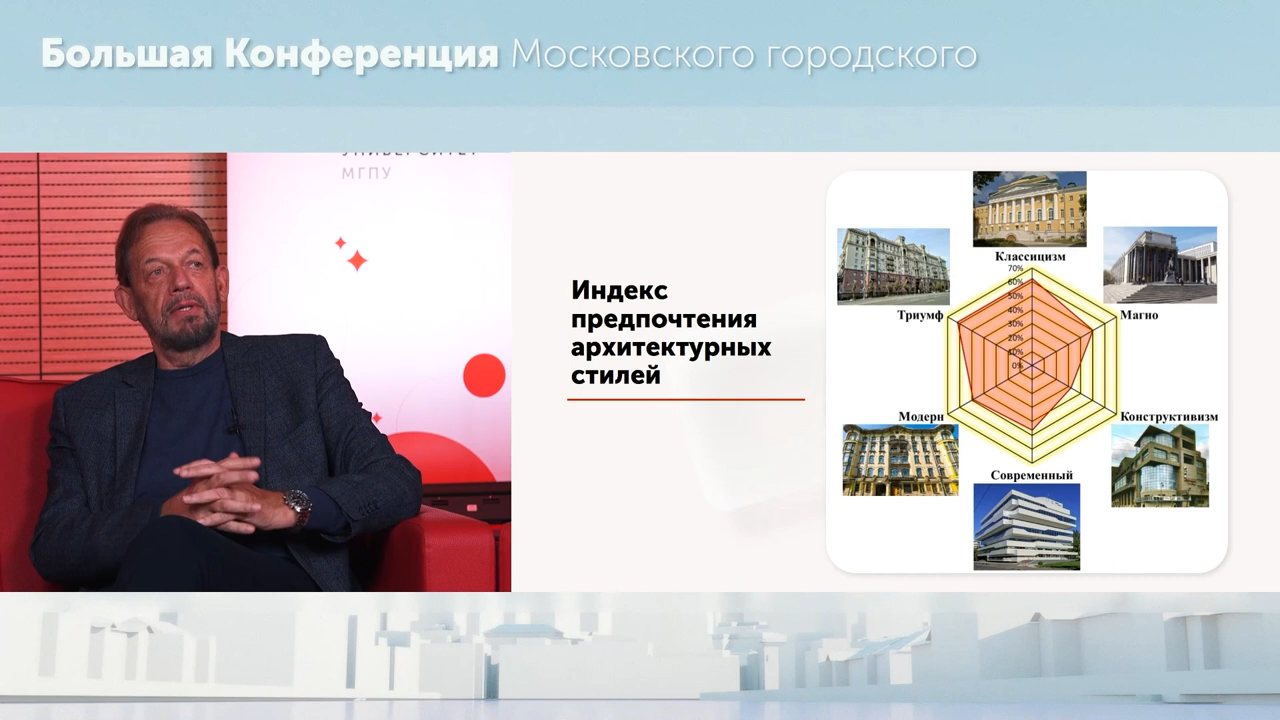 Большая Конференция Московского городского
УНИВЕРСИТЕТ
МГПУ
Индекс
предпочтения
архитектурных
стилей
Классицизм
70%
60%
50%
40%
30%
20%
10%
0%
Триумф
Магно
Модерн
Конструктивизм
Современный